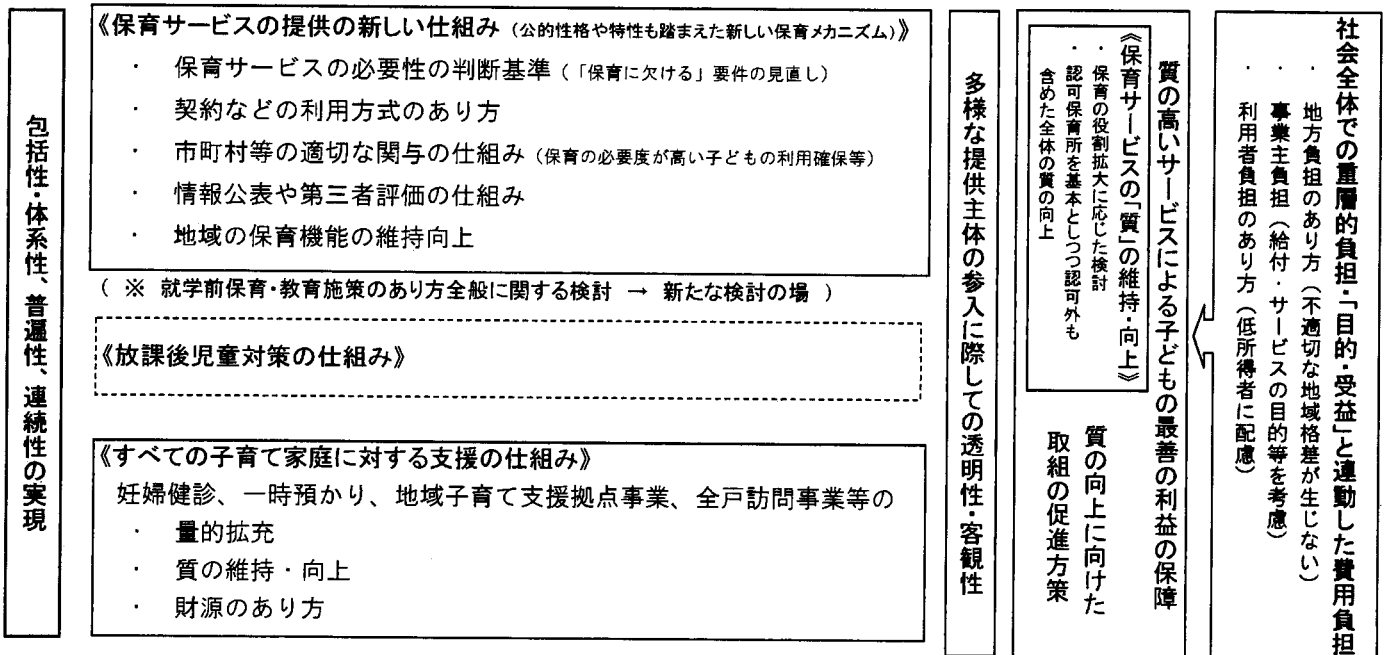 包括性・体系性、普遍性、連続性の実現
《保育サービスの提供の新しい仕組み（公的性格や特性も踏まえた新しい保育メカニズム）》
・ 保育サービスの必要性の判断基準（「保育に欠ける」要件の見直し）
・ 契約などの利用方式のあり方
・ 市町村等の適切な関与の仕組み（保育の必要度が高い子どもの利用確保等）
・ 情報公表や第三者評価の仕組み
・ 地域の保育機能の維持向上
（ ※ 就学前保育・教育施策のあり方全般に関する検討 → 新たな検討の場 ）
《放課後児童対策の仕組み》
《すべての子育て家庭に対する支援の仕組み》
妊婦健診、一時預かり、地域子育て支援拠点事業、全戸訪問事業等の
・ 量的拡充
・ 質の維持・向上
・ 財源のあり方
多様な提供主体の参入に際しての透明性・客観性
質の高いサービスによる子どもの最善の利益の保障
《保育サービスの「質」の維持・向上》
・ 保育の役割拡大に応じた検討
・ 認可保育所を基本としつつ認可外も
含めた全体の質の向上
質の向上に向けた
取組の促進方策
社会全体での重層的負担・「目的・受益」と連動した費用負担
・ 地方負担のあり方（不適切な地域格差が生じない）
・ 事業主負担（給付・サービスの目的等を考慮）
・ 利用者負担のあり方（低所得者に配慮）